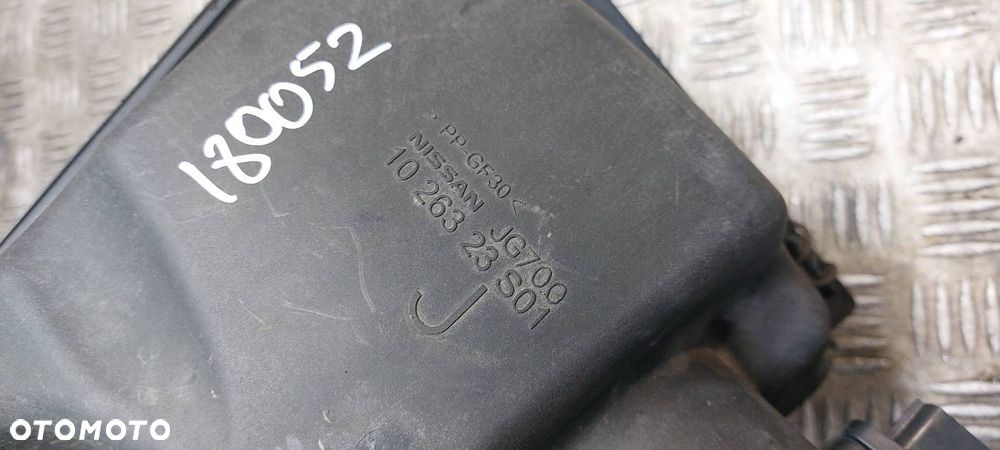 180052
>PP-GF30<
NISSAN JG700
10 263 23 S01
J
OTOMOTO